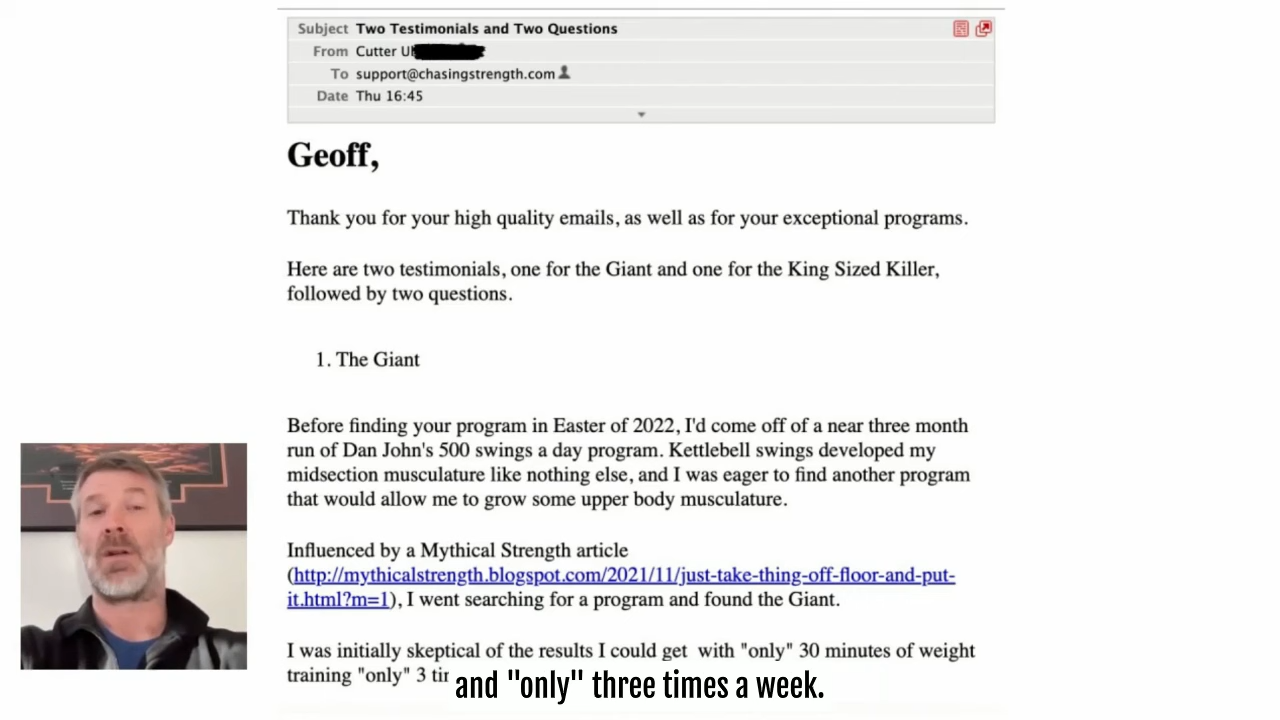 Subject Two Testimonials and Two Questions
From Cutter
To support@chasingstrength.com
Date Thu 16:45
Geoff,
Thank you for your high quality emails, as well as for your exceptional programs.
Here are two testimonials, one for the Giant and one for the King Sized Killer,
followed by two questions.
1. The Giant
Before finding your program in Easter of 2022, I'd come off of a near three month
run of Dan John's 500 swings a day program. Kettlebell swings developed my
midsection musculature like nothing else, and I was eager to find another program
that would allow me to grow some upper body musculature.
Influenced by a Mythical Strength article
(http://mythicalstrength.blogspot.com/2021/11/just-take-thing-off-floor-and-put-
it.html?m=1), I went searching for a program and found the Giant.
I was initially skeptical of the results I could get with "only" 30 minutes of weight
training "only" 3
and "only" three times a week.